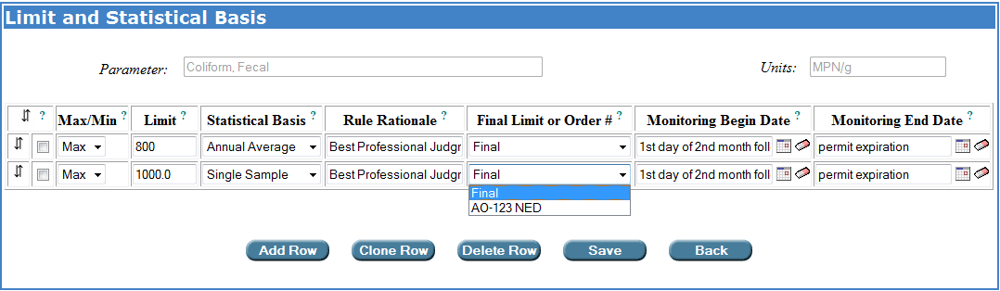 Limit and Statistical Basis
Parameter: Coliform, Fecal Units: MPN/g
? Max/Min ? Limit ? Statistical Basis ? Rule Rationale ? Final Limit or Order # ? Monitoring Begin Date ? Monitoring End Date ?
Max 800 Annual Average Best Professional Judgr Final 1st day of 2nd month foll permit expiration
Max 1000.0 Single Sample Best Professional Judgr Final 1st day of 2nd month foll permit expiration
Final
AO-123 NED
Add Row Clone Row Delete Row Save Back